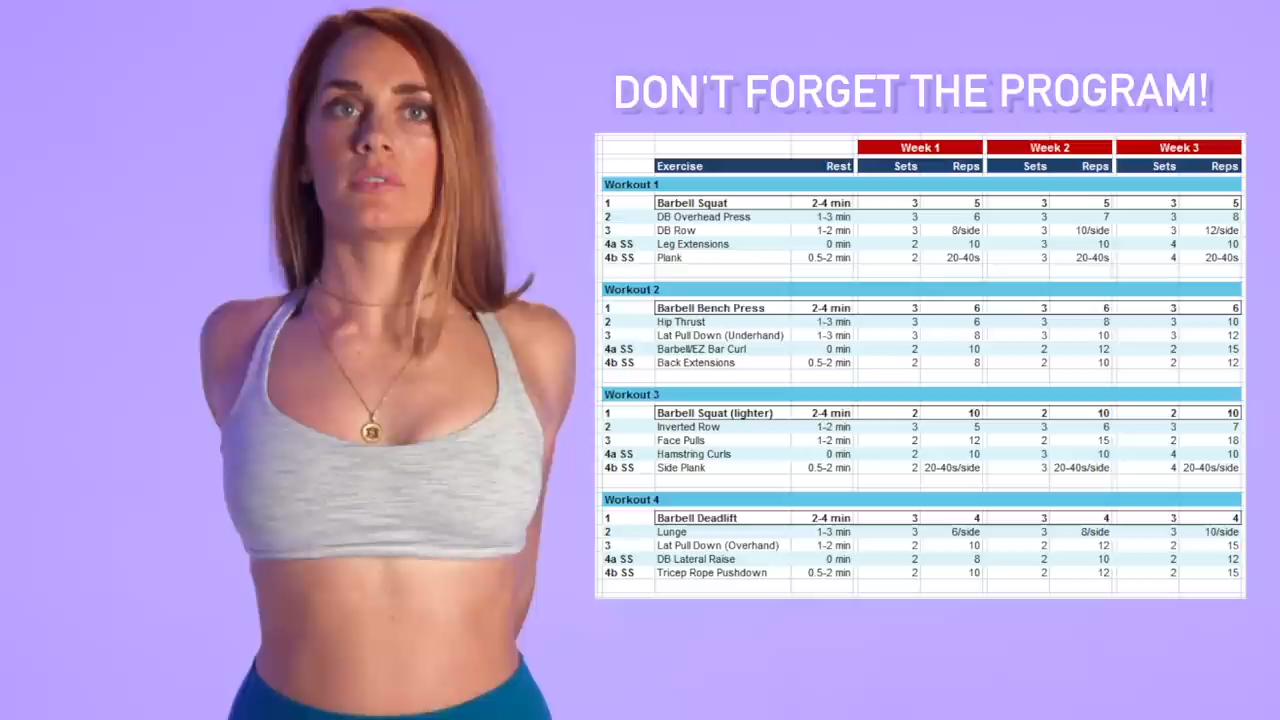 DON'T FORGET THE PROGRAM!
Week 1 Week 2 Week 3
Exercise Rest Sets Reps Sets Reps Sets Reps
Workout 1
1 Barbell Squat 2-4 min 3 5 3 5 3 5
2 DB Overhead Press 1-3 min 3 6 3 7 3 8
3 DB Row 1-2 min 3 8/side 3 10/side 3 12/side
4a SS Leg Extensions 0 min 2 10 3 10 4 10
4b SS Plank 0.5-2 min 2 20-40s 3 20-40s 4 20-40s
Workout 2
1 Barbell Bench Press 2-4 min 3 6 3 6 3 6
2 Hip Thrust 1-3 min 3 6 3 8 3 10
3 Lat Pull Down (Underhand) 1-3 min 3 8 3 10 3 12
4a SS Barbell/EZ Bar Curl 0 min 2 10 2 12 2 15
4b SS Back Extensions 0.5-2 min 2 8 2 10 2 12
Workout 3
1 Barbell Squat (lighter) 2-4 min 2 10 2 10 2 10
2 Inverted Row 1-2 min 3 5 3 6 3 7
3 Face Pulls 1-2 min 2 12 2 15 2 18
4a SS Hamstring Curls 0 min 2 10 3 10 4 10
4b SS Side Plank 0.5-2 min 2 20-40s/side 3 20-40s/side 4 20-40s/side
Workout 4
1 Barbell Deadlift 2-4 min 3 4 3 4 3 4
2 Lunge 1-3 min 3 6/side 3 8/side 3 10/side
3 Lat Pull Down (Overhand) 1-2 min 2 10 2 12 2 15
4a SS DB Lateral Raise 0 min 2 8 2 10 2 12
4b SS Tricep Rope Pushdown 0.5-2 min 2 10 2 12 2 15